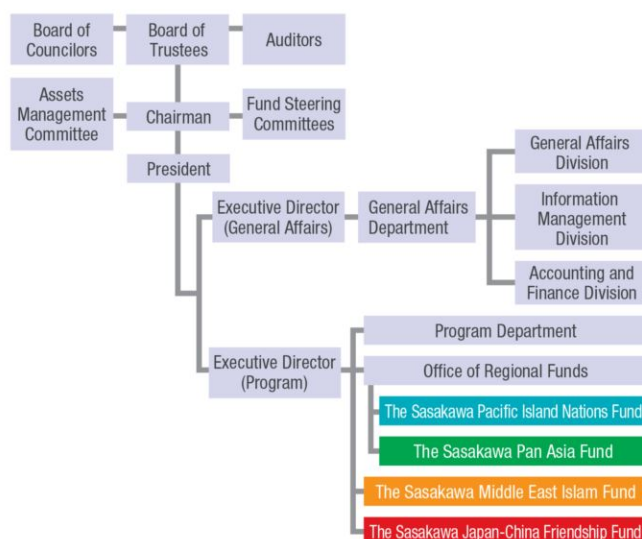 Board of
Councilors
Board of
Trustees
Auditors
Assets
Management
Committee
Chairman
Fund Steering
Committees
President
General Affairs
Division
Executive Director
(General Affairs)
General Affairs
Department
Information
Management
Division
Accounting and
Finance Division
Program Department
Executive Director
(Program)
Office of Regional Funds
The Sasakawa Pacific Island Nations Fund
The Sasakawa Pan Asia Fund
The Sasakawa Middle East Islam Fund
The Sasakawa Japan-China Friendship Fund